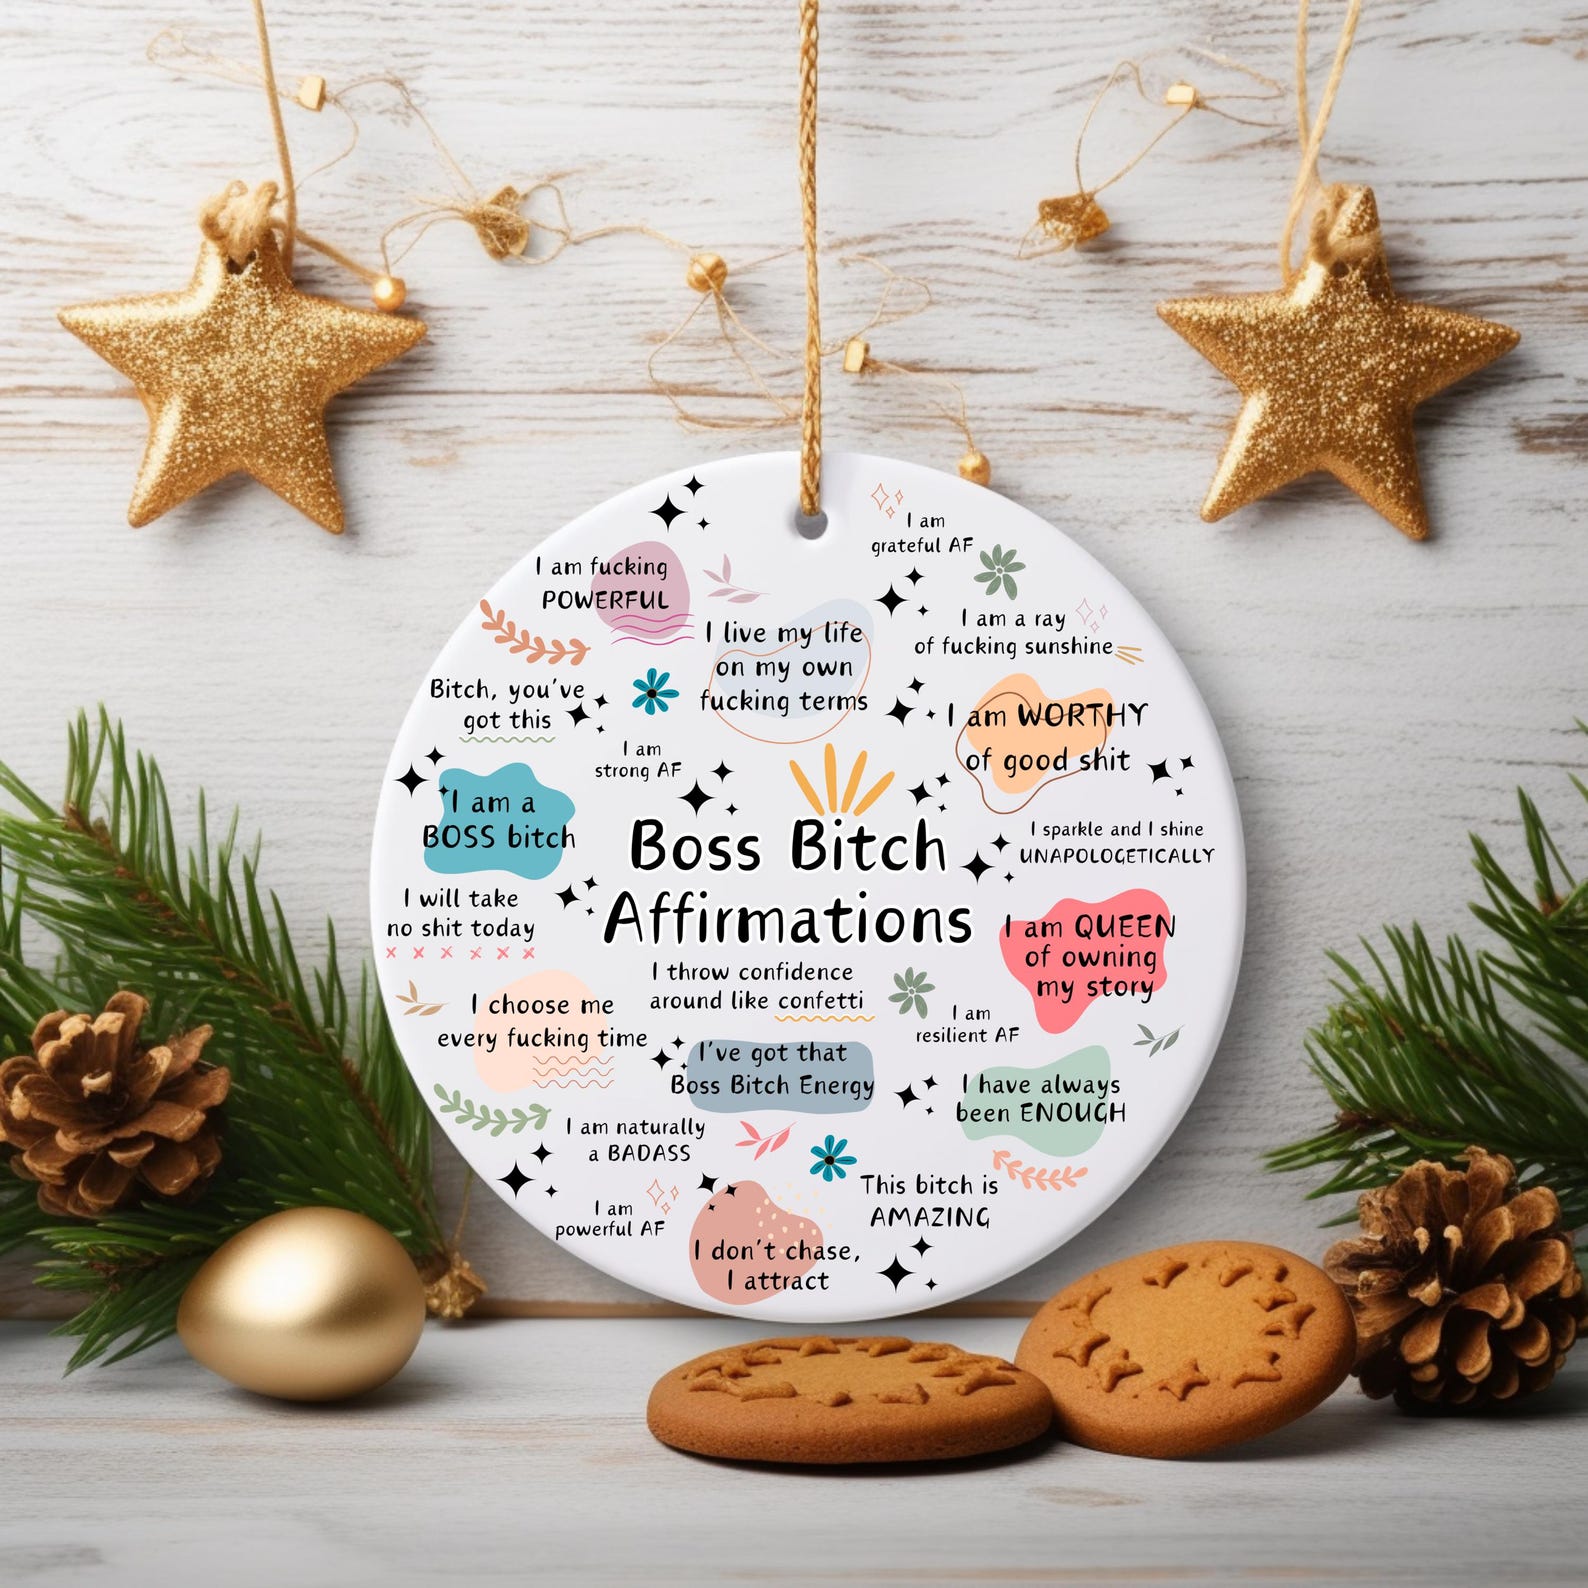 I am
grateful AF
I am fucking
POWERFUL
I live my life
on my own
fucking terms
I am a ray
of fucking sunshine
Bitch, you've
got this
I am
strong AF
I am WORTHY
of good shit
I am a
BOSS bitch
Boss Bitch
Affirmations
I sparkle and I shine
UNAPOLOGETICALLY
I will take
no shit today
I am QUEEN
of owning
my story
I throw confidence
around like confetti
I choose me
every fucking time
I am
resilient AF
I've got that
Boss Bitch Energy
I have always
been ENOUGH
I am naturally
a BADASS
This bitch is
AMAZING
I am
powerful AF
I don't chase,
I attract